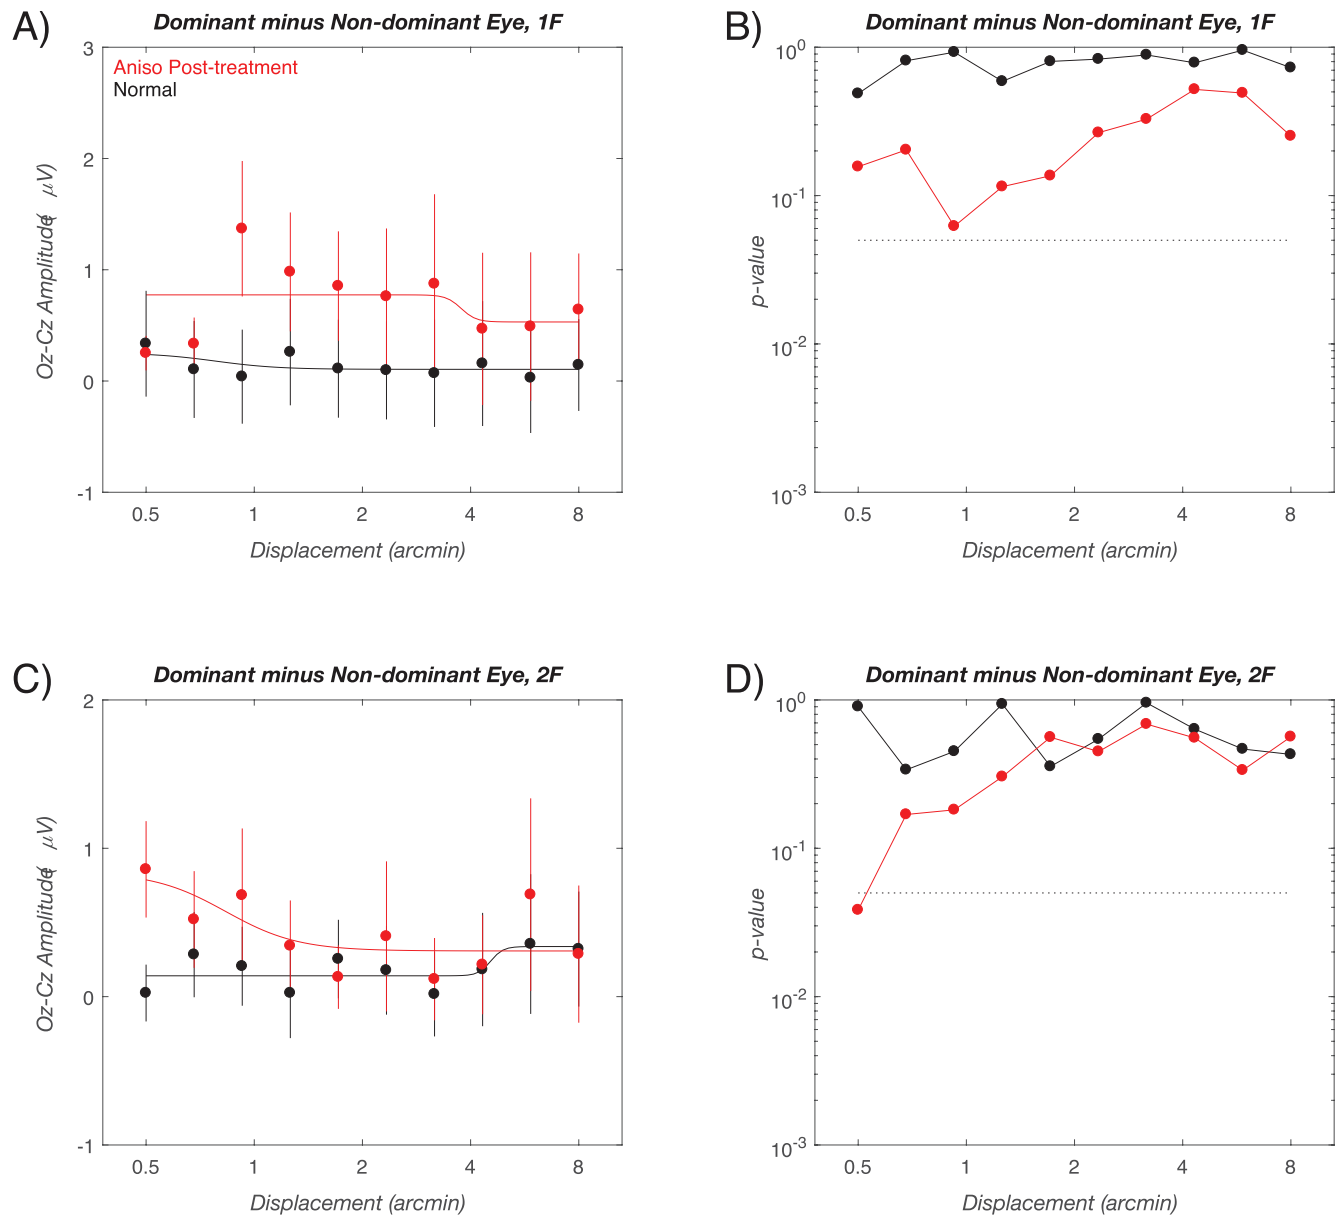 A)
Dominant minus Non-dominant Eye, 1F
Aniso Post-treatment
Normal
3
2
1
0
-1
Oz-Cz Amplitude( μV)
0.5 1 2 4 8
Displacement (arcmin)
B)
Dominant minus Non-dominant Eye, 1F
10^0
10^-1
10^-2
10^-3
p-value
0.5 1 2 4 8
Displacement (arcmin)
C)
Dominant minus Non-dominant Eye, 2F
2
1
0
-1
Oz-Cz Amplitude( μV)
0.5 1 2 4 8
Displacement (arcmin)
D)
Dominant minus Non-dominant Eye, 2F
10^0
10^-1
10^-2
10^-3
p-value
0.5 1 2 4 8
Displacement (arcmin)